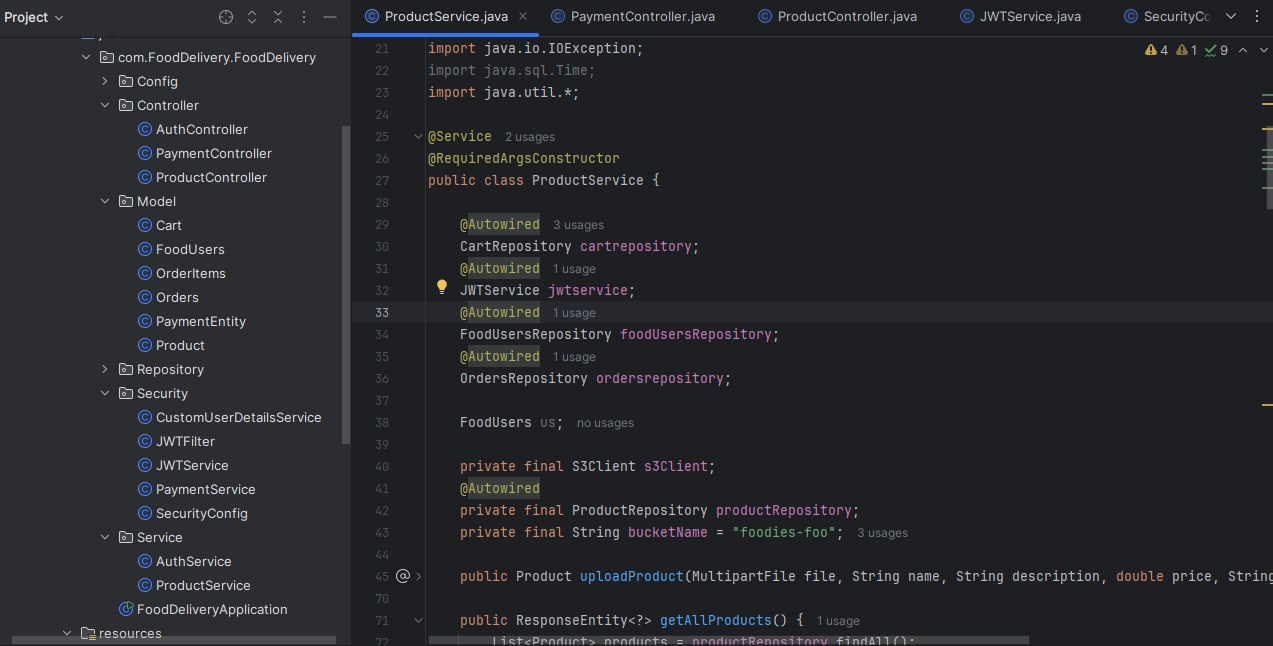 Project
com.FoodDelivery.FoodDelivery
Config
Controller
AuthController
PaymentController
ProductController
Model
Cart
FoodUsers
OrderItems
Orders
PaymentEntity
Product
Repository
Security
CustomUserDetailsService
JWTFilter
JWTService
PaymentService
SecurityConfig
Service
AuthService
ProductService
FoodDeliveryApplication
resources
ProductService.java PaymentController.java ProductController.java JWTService.java SecurityCo
4 1 9
21 import java.io.IOException;
22 import java.sql.Time;
23 import java.util.*;
24
25 @Service 2 usages
26 @RequiredArgsConstructor
27 public class ProductService {
28
29 @Autowired 3 usages
30 CartRepository cartrepository;
31 @Autowired 1 usage
32 JWTService jwtservice;
33 @Autowired 1 usage
34 FoodUsersRepository foodUsersRepository;
35 @Autowired 1 usage
36 OrdersRepository ordersrepository;
37
38 FoodUsers us; no usages
39
40 private final S3Client s3Client;
41 @Autowired
42 private final ProductRepository productRepository;
43 private final String bucketName = "foodies-foo"; 3 usages
44
45 @ public Product uploadProduct(MultipartFile file, String name, String description, double price, String
70
71 public ResponseEntity<?> getAllProducts() { 1 usage
72 List<Product> products = productRepository.findAll();